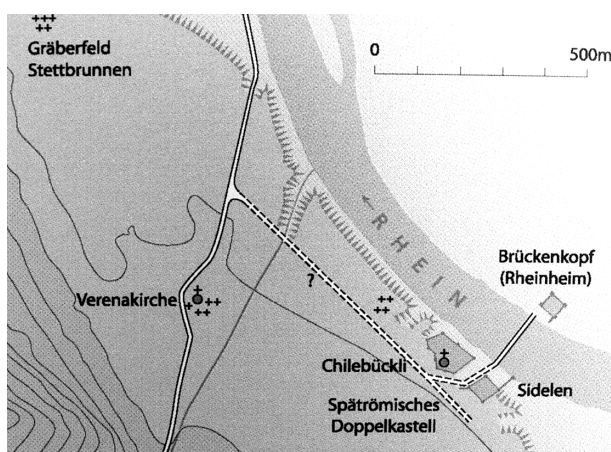 Gräberfeld
Stettbrunnen
0
500m
← RHEIN
Brückenkopf
(Rheinheim)
Verenakirche
?
Chilebückli
Sidelen
Spätrömisches
Doppelkastell